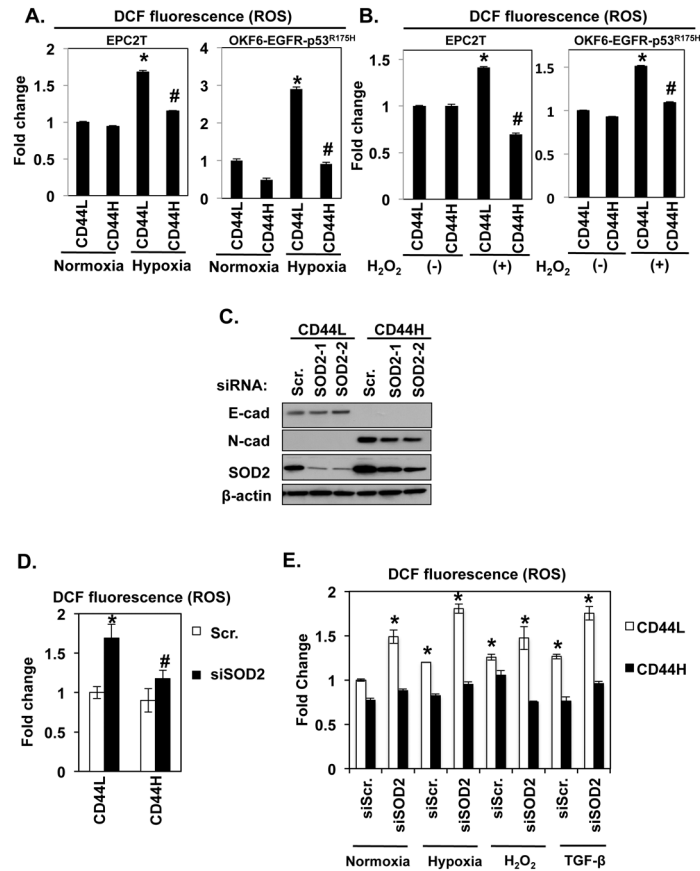 A.
DCF fluorescence (ROS)
EPC2T
OKF6-EGFR-p53R175H
Fold change
2
1.5
1
0.5
0
*
#
4
3
2
1
0
*
#
CD44L
CD44H
CD44L
CD44H
CD44L
CD44H
CD44L
CD44H
Normoxia Hypoxia
Normoxia Hypoxia
B.
DCF fluorescence (ROS)
EPC2T
OKF6-EGFR-p53R175H
Fold change
2
1.5
1
0.5
*
#
2
1.5
1
0.5
0
*
#
CD44L
CD44H
CD44L
CD44H
CD44L
CD44H
CD44L
CD44H
H2O2 (-) (+)
H2O2 (-) (+)
C.
CD44L CD44H
siRNA:
Scr.
SOD2-1
SOD2-2
Scr.
SOD2-1
SOD2-2
E-cad
N-cad
SOD2
β-actin
D.
DCF fluorescence (ROS)
Fold Change
2
1.5
1
0.5
0
*
#
CD44L
CD44H
Scr.
siSOD2
E.
DCF fluorescence (ROS)
Fold Change
2
1.5
1
0.5
0
*
*
*
*
*
*
*
CD44L
CD44H
siScr.
siSOD2
siScr.
siSOD2
siScr.
siSOD2
siScr.
siSOD2
Normoxia Hypoxia H2O2 TGF-β